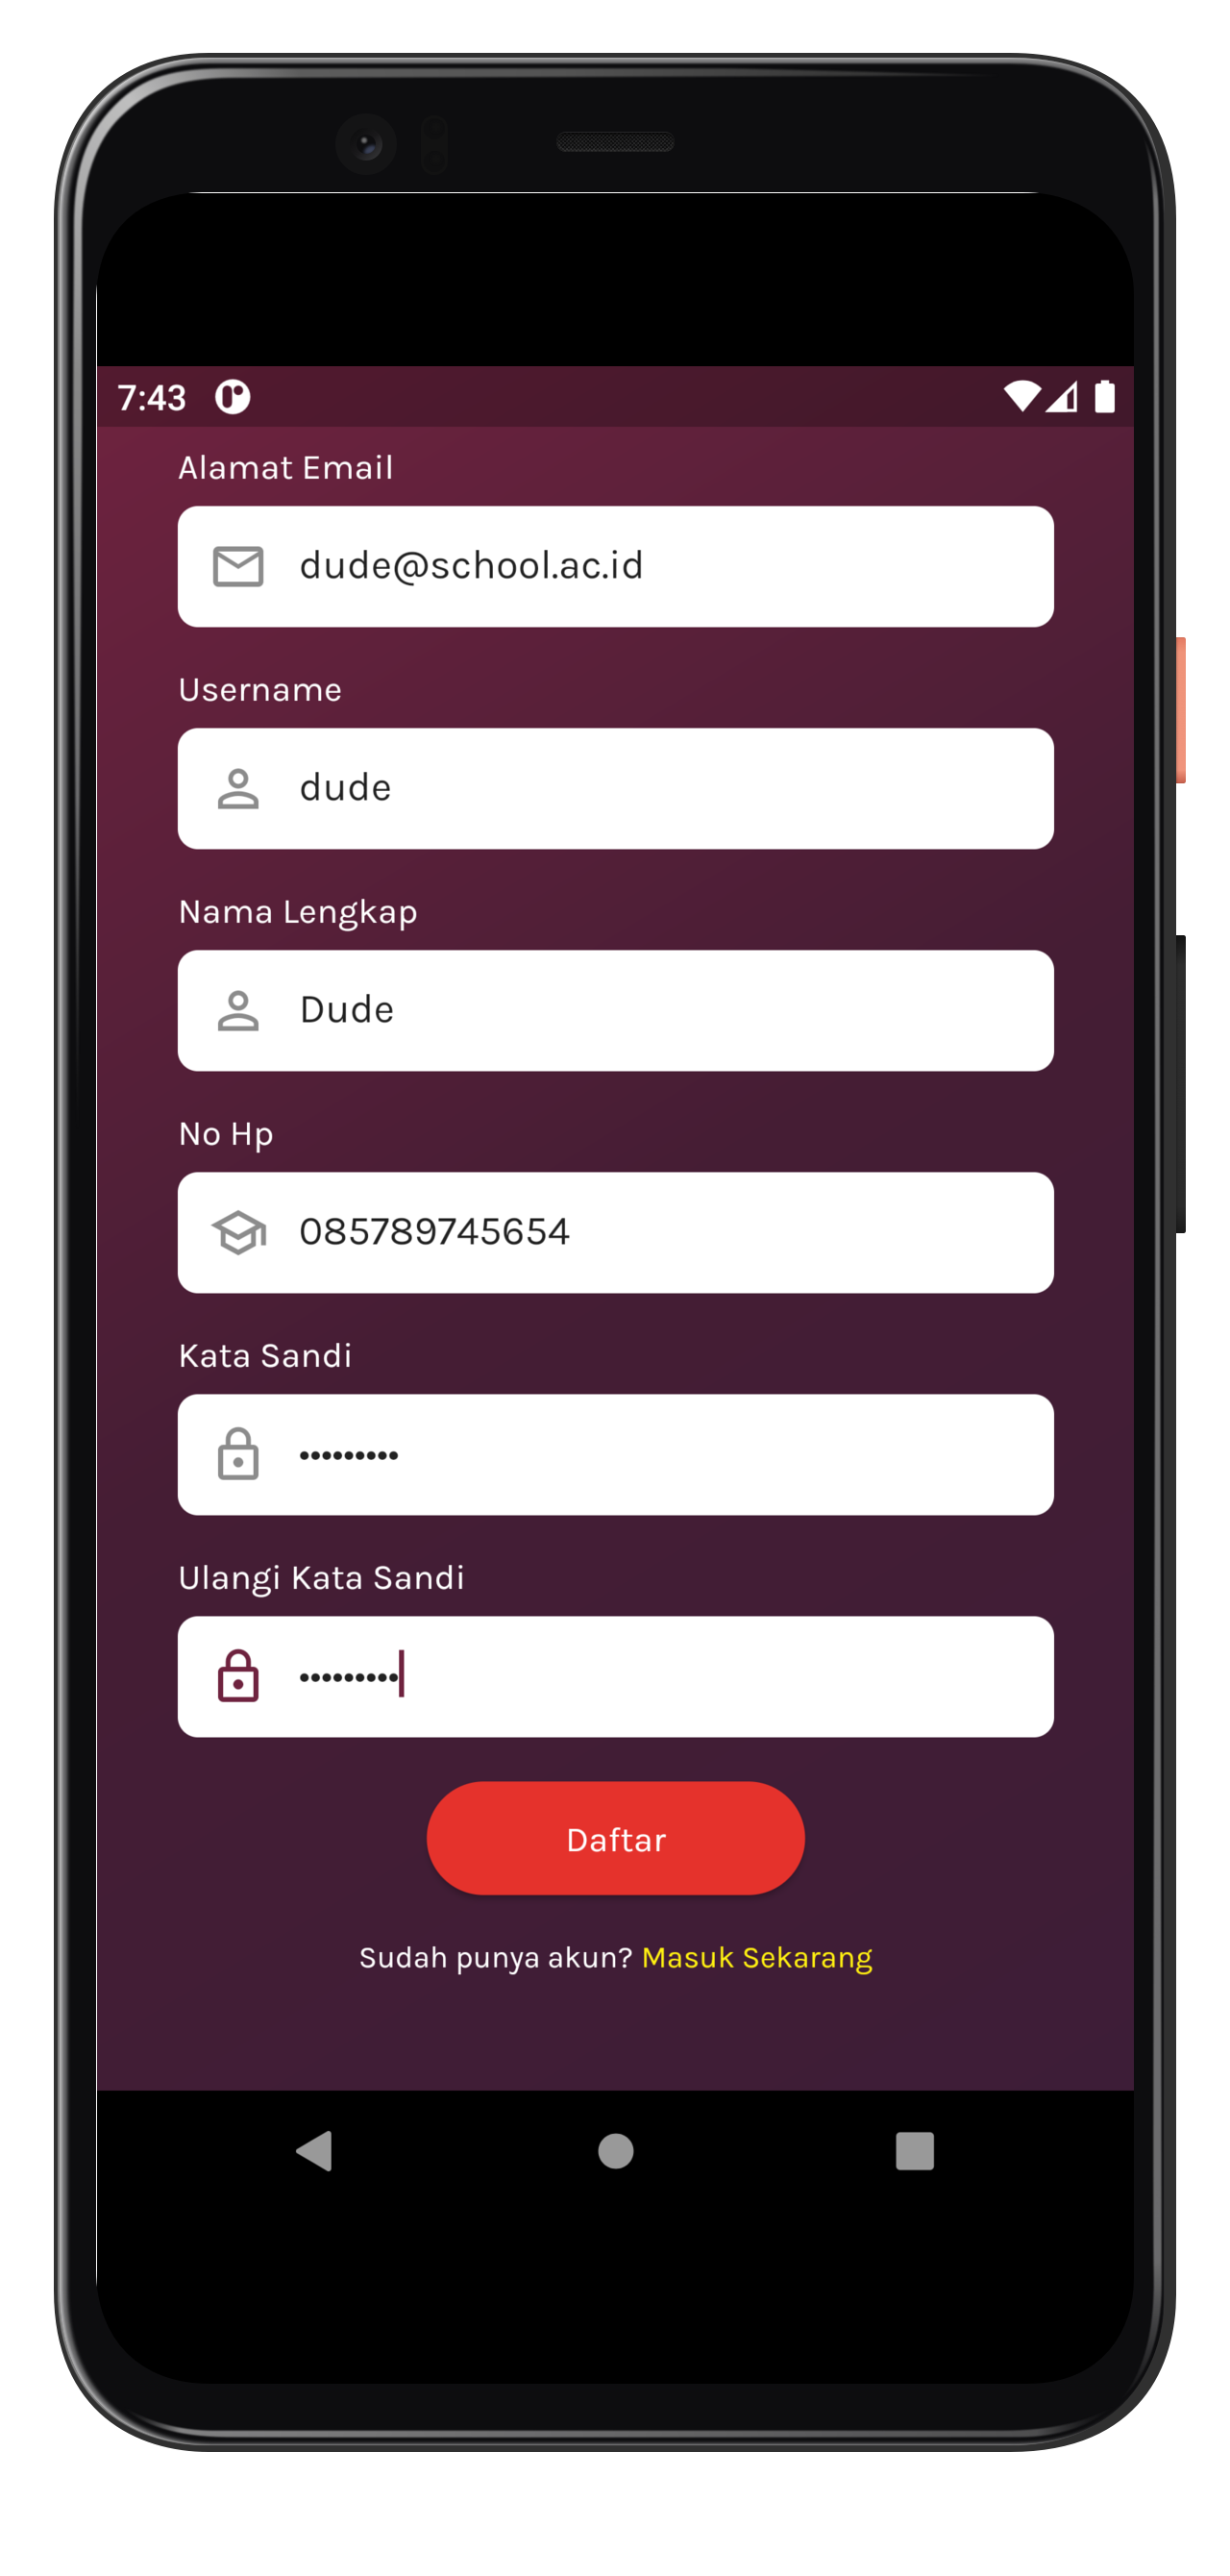 7:43
Alamat Email
dude@school.ac.id
Username
dude
Nama Lengkap
Dude
No Hp
085789745654
Kata Sandi
•••••••••
Ulangi Kata Sandi
•••••••••
Daftar
Sudah punya akun? Masuk Sekarang